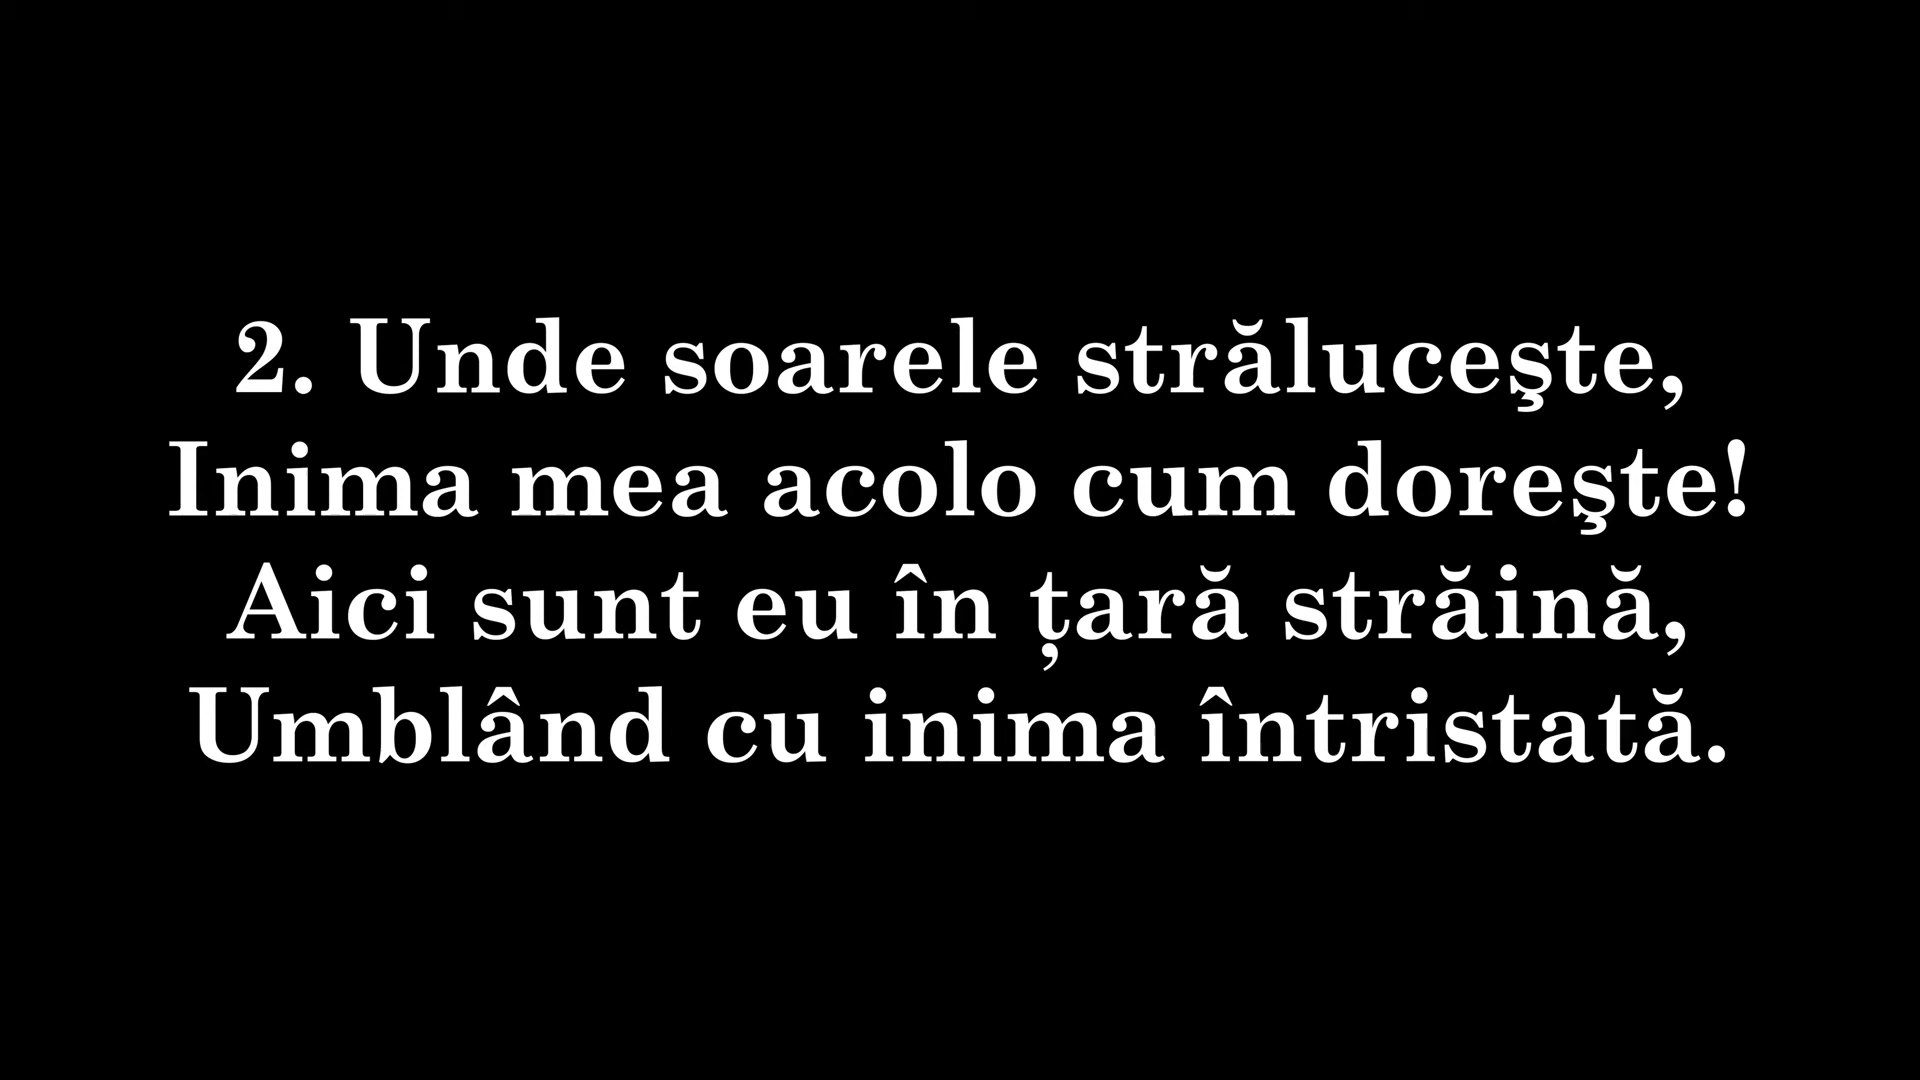 2. Unde soarele străluceşte,
Inima mea acolo cum doreşte!
Aici sunt eu în țară străină,
Umblând cu inima întristată.